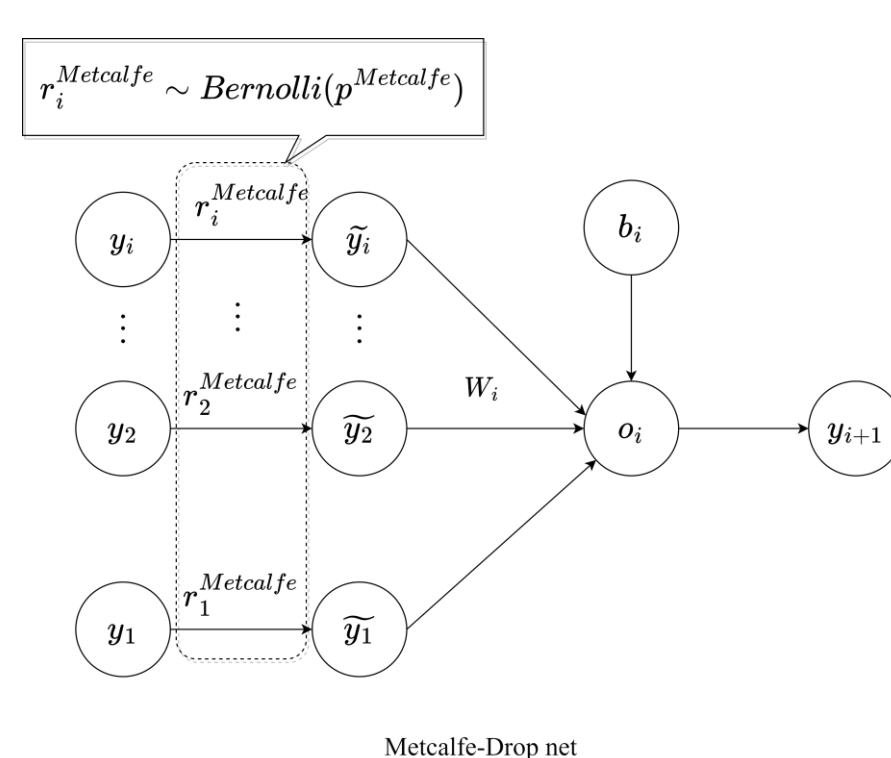 r_i^{Metcalfe} ∼ Bernolli(p^{Metcalfe})
r_i^{Metcalfe}
y_i
ỹ_i
b_i
⋮ ⋮ ⋮
r_2^{Metcalfe}
W_i
y_2
ỹ_2
o_i
y_{i+1}
r_1^{Metcalfe}
y_1
ỹ_1
Metcalfe-Drop net